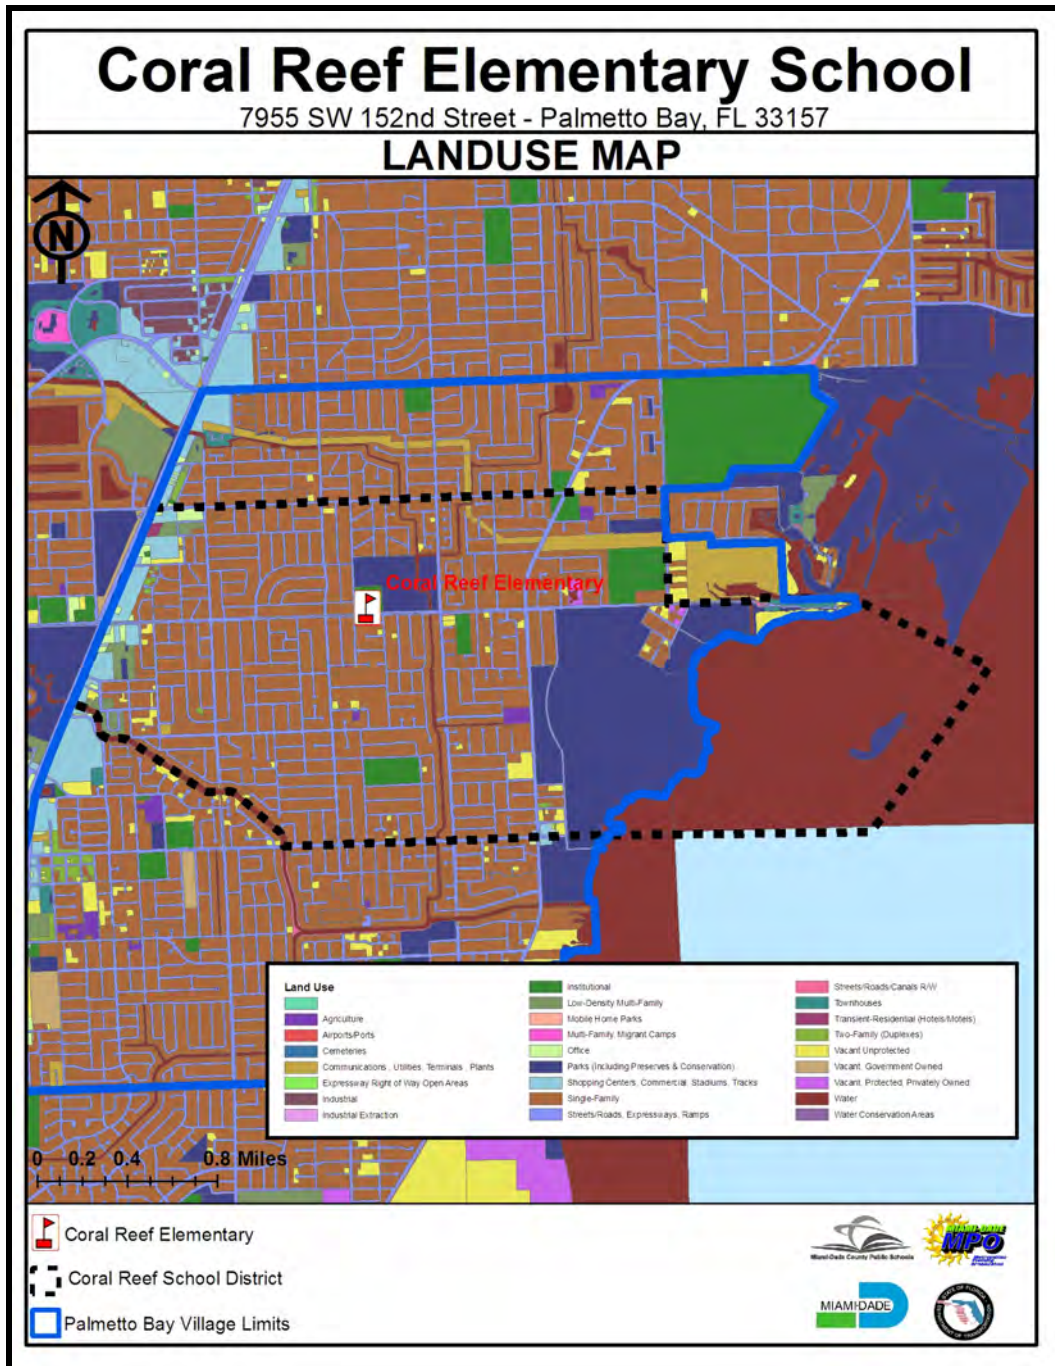 Coral Reef Elementary School
7955 SW 152nd Street - Palmetto Bay, FL 33157
LANDUSE MAP
N
Coral Reef Elementary
Land Use
Agriculture
Airports/Ports
Cemeteries
Communications, Utilities, Terminals, Plants
Expressway Right of Way Open Areas
Industrial
Industrial Extraction
Institutional
Low-Density Multi-Family
Mobile Home Parks
Multi-Family, Migrant Camps
Office
Parks (Including Preserves & Conservation)
Shopping Centers, Commercial, Stadiums, Tracks
Single-Family
Streets/Roads, Expressways, Ramps
Streets/Roads/Canals R/W
Townhouses
Transient-Residential (Hotels/Motels)
Two-Family (Duplexes)
Vacant Unprotected
Vacant, Government Owned
Vacant, Protected, Privately Owned
Water
Water Conservation Areas
0 0.2 0.4 0.8 Miles
Coral Reef Elementary
Coral Reef School District
Palmetto Bay Village Limits
Miami-Dade County Public Schools
MIAMI-DADE
MPO
MIAMI-DADE